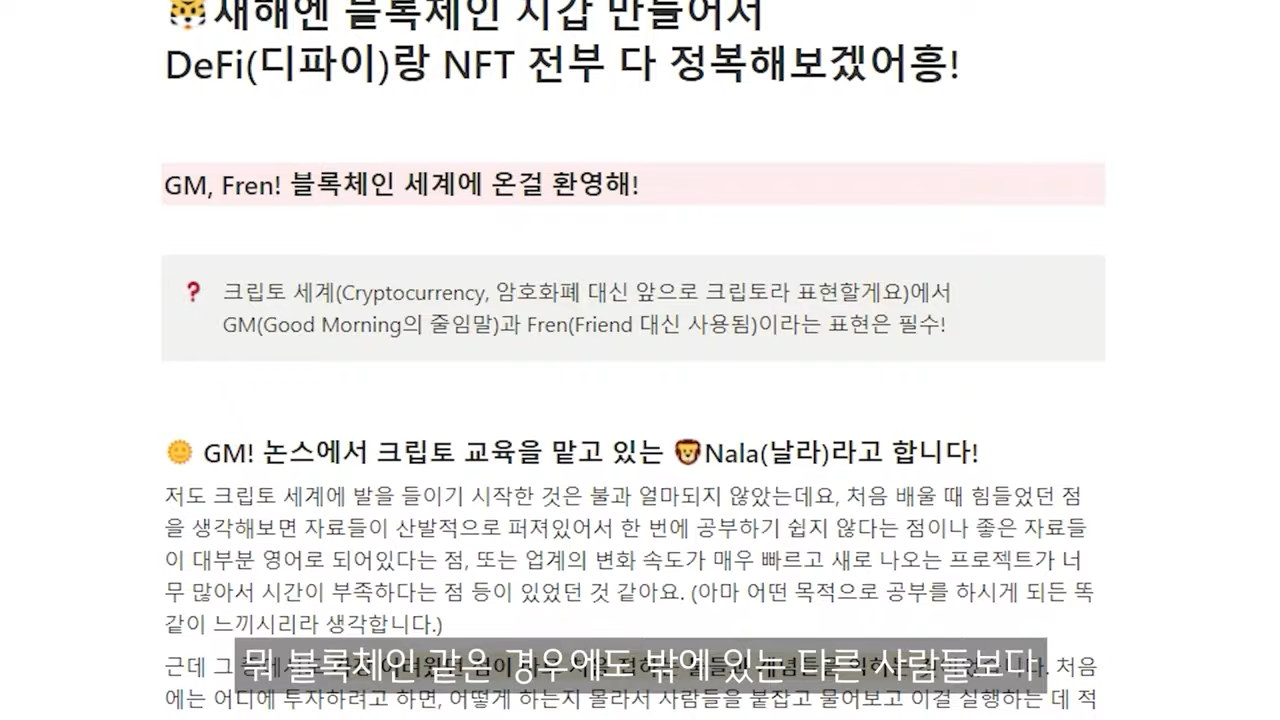 🐯새해엔 블록체인 지갑 만들어서
DeFi(디파이)랑 NFT 전부 다 정복해보겠어흥!
GM, Fren! 블록체인 세계에 온걸 환영해!
❓ 크립토 세계(Cryptocurrency, 암호화폐 대신 앞으로 크립토라 표현할게요)에서
GM(Good Morning의 줄임말)과 Fren(Friend 대신 사용됨)이라는 표현은 필수!
🌞 GM! 논스에서 크립토 교육을 맡고 있는 🦁Nala(날라)라고 합니다!
저도 크립토 세계에 발을 들이기 시작한 것은 불과 얼마되지 않았는데요, 처음 배울 때 힘들었던 점
을 생각해보면 자료들이 산발적으로 퍼져있어서 한 번에 공부하기 쉽지 않다는 점이나 좋은 자료들
이 대부분 영어로 되어있다는 점, 또는 업계의 변화 속도가 매우 빠르고 새로 나오는 프로젝트가 너
무 많아서 시간이 부족하다는 점 등이 있었던 것 같아요. (아마 어떤 목적으로 공부를 하시게 되든 똑
같이 느끼시리라 생각합니다.)
근데 그 처음
뭐 블록체인 같은 경우에도 밖에 있는 다른 사람들보다
에는 어디에 투자하려고 하면, 어떻게 하는지 몰라서 사람들을 붙잡고 물어보고 이걸 실행하는 데 적